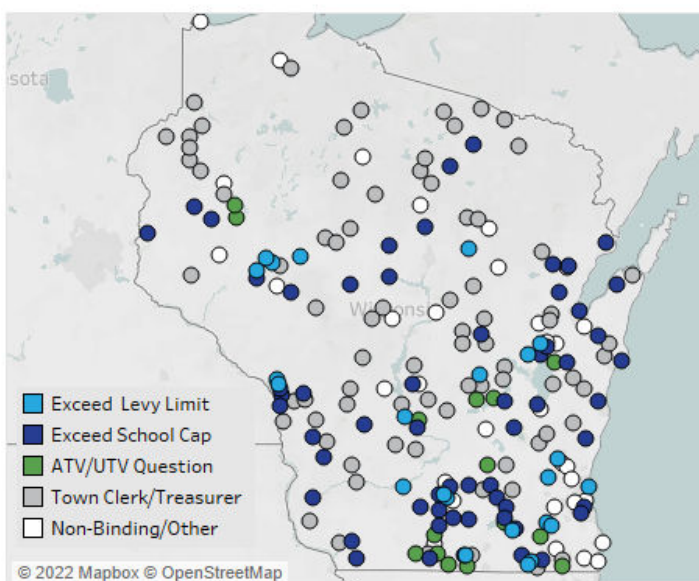 sota
Wisconsi
Exceed Levy Limit
Exceed School Cap
ATV/UTV Question
Town Clerk/Treasurer
Non-Binding/Other
© 2022 Mapbox © OpenStreetMap